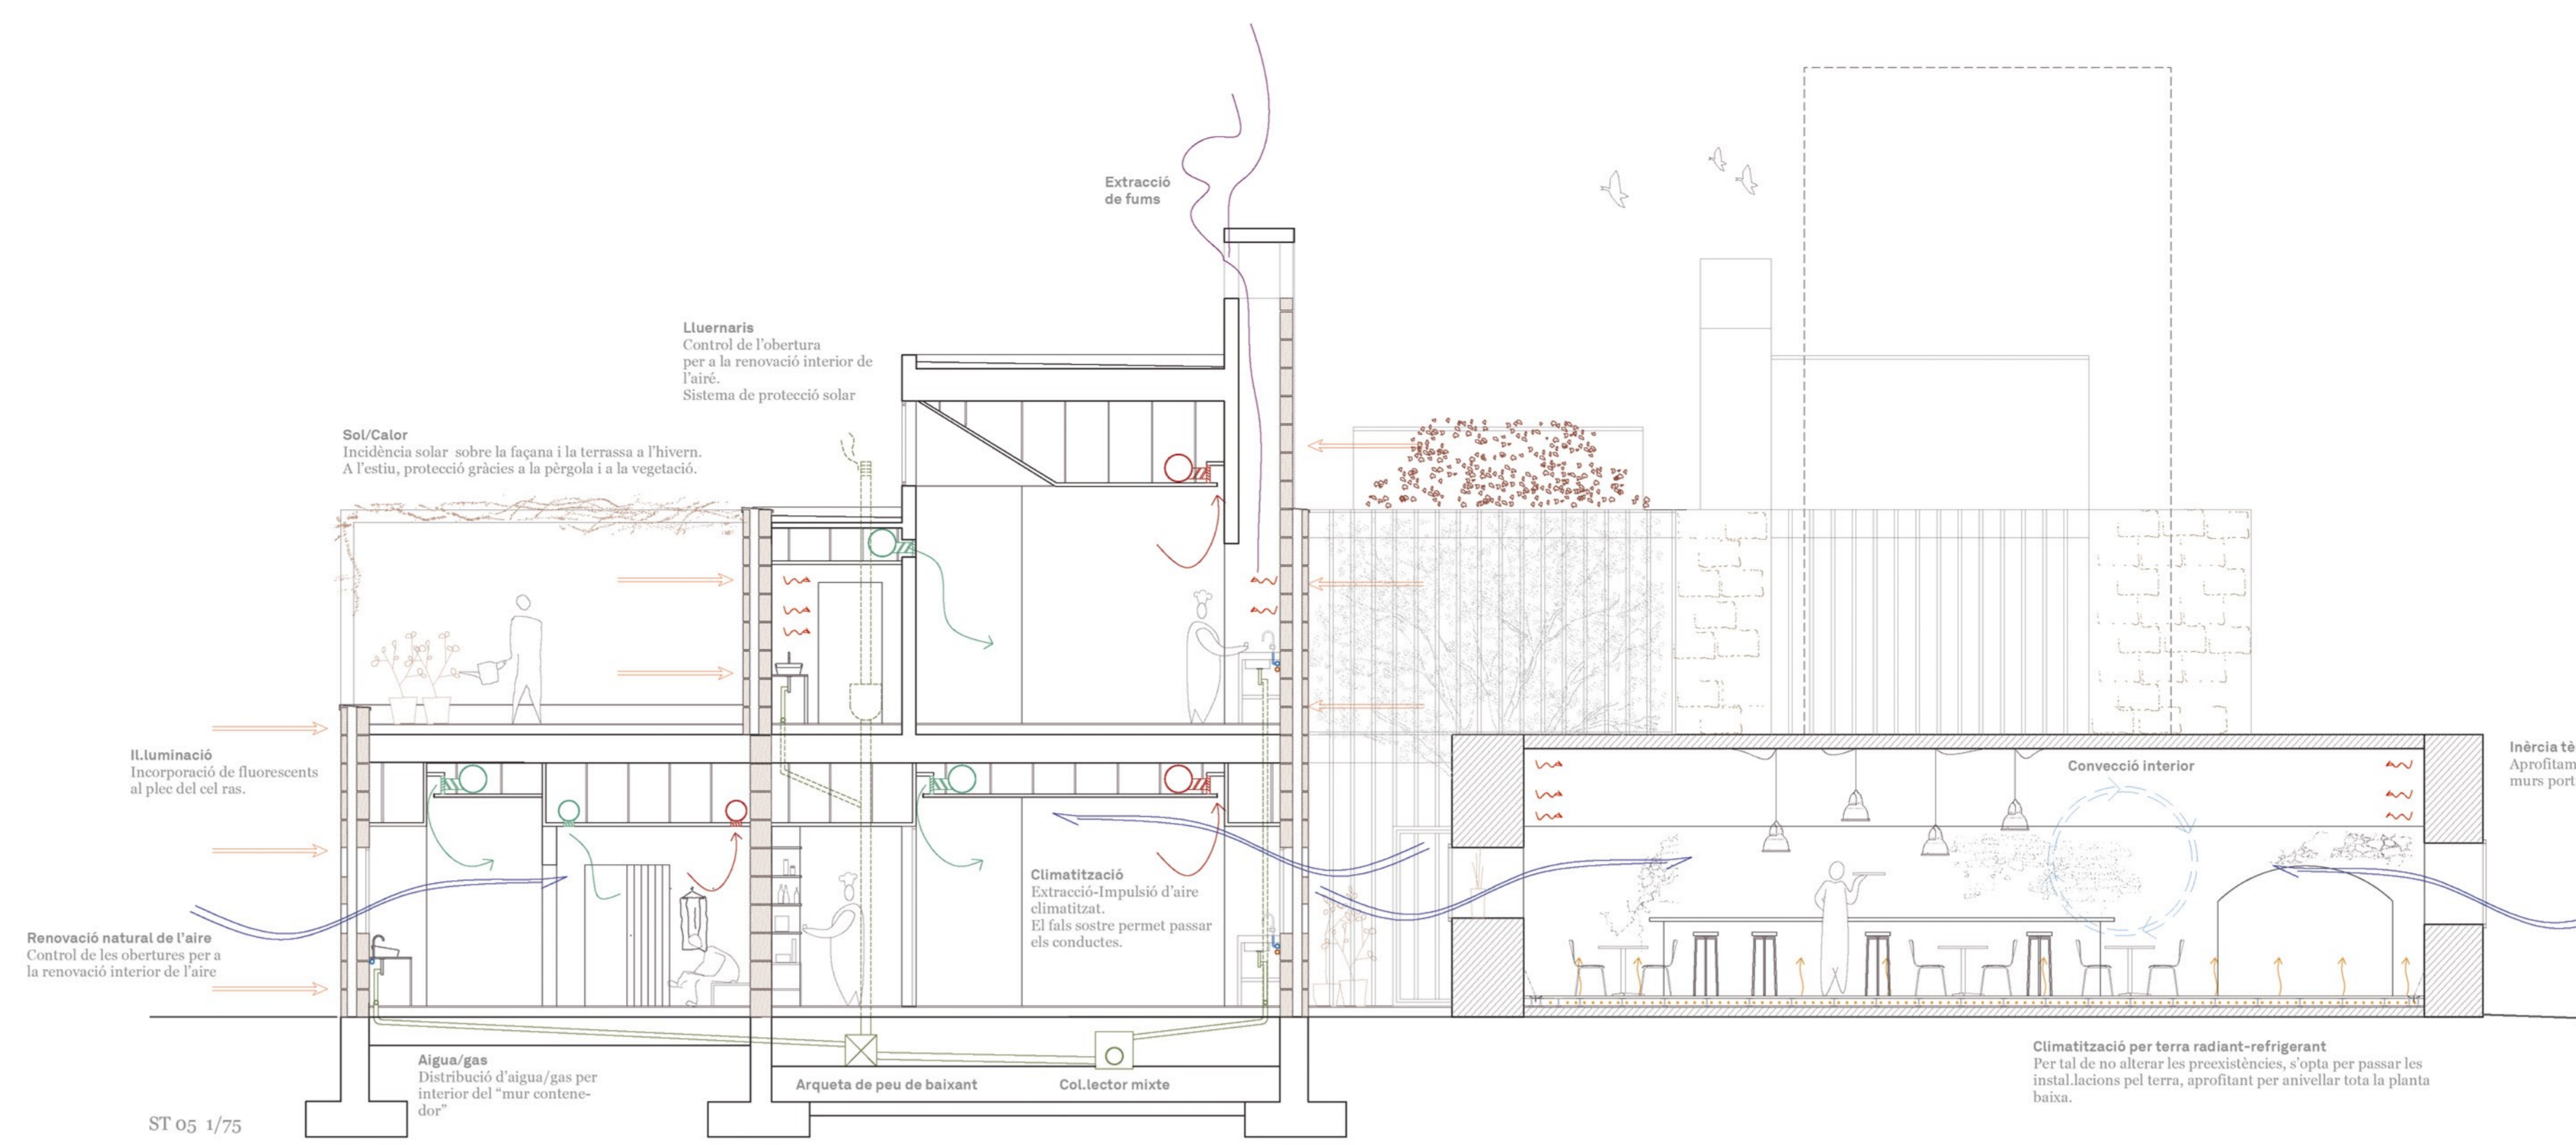 Extracció
de fums
Lluernaris
Control de l'obertura
per a la renovació interior de
l'airé.
Sistema de protecció solar
Sol/Calor
Incidència solar sobre la façana i la terrassa a l'hivern.
A l'estiu, protecció gràcies a la pèrgola i a la vegetació.
Il.luminació
Incorporació de fluorescents
al plec del cel ras.
Renovació natural de l'aire
Control de les obertures per a
la renovació interior de l'aire
Climatització
Extracció-Impulsió d'aire
climatitzat.
El fals sostre permet passar
els conductes.
Convecció interior
Inèrcia tè
Aprofitam
murs port
Aigua/gas
Distribució d'aigua/gas per
interior del “mur contene-
dor”
Arqueta de peu de baixant
Col.lector mixte
Climatització per terra radiant-refrigerant
Per tal de no alterar les preexistències, s'opta per passar les
instal.lacions pel terra, aprofitant per anivellar tota la planta
baixa.
ST 05 1/75